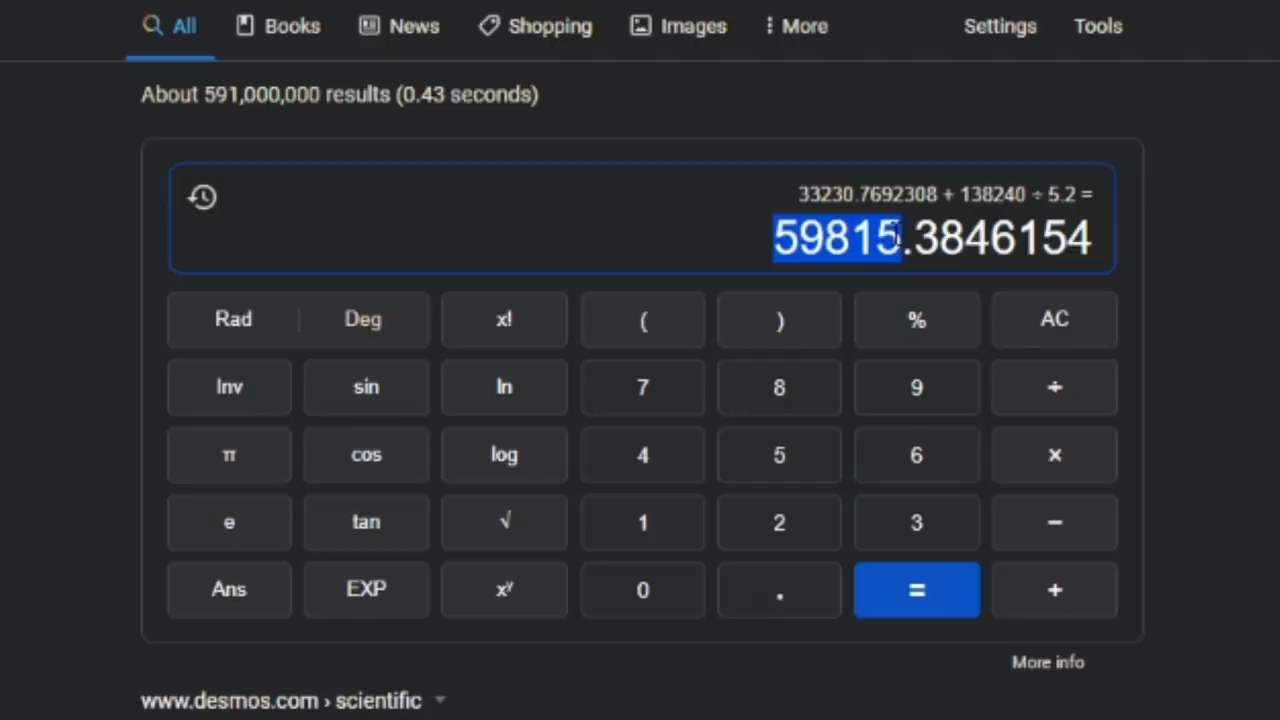 All Books News Shopping Images More Settings Tools
About 591,000,000 results (0.43 seconds)
33230.7692308 + 138240 ÷ 5.2 =
59815.3846154
Rad Deg x! ( ) % AC
Inv sin ln 7 8 9 ÷
π cos log 4 5 6 ×
e tan √ 1 2 3 −
Ans EXP xʸ 0 . = +
More info
www.desmos.com › scientific